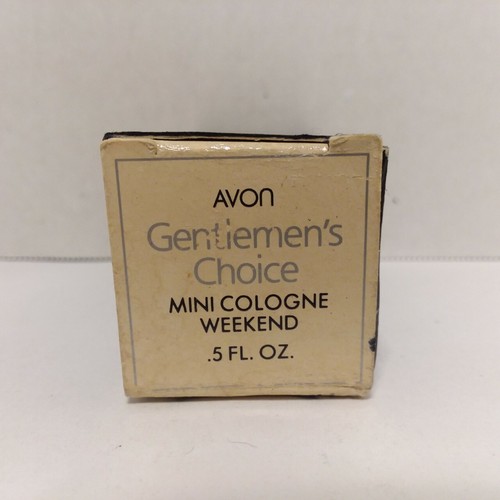 AVON
Gentlemen's
Choice
MINI COLOGNE
WEEKEND
.5 FL. OZ.